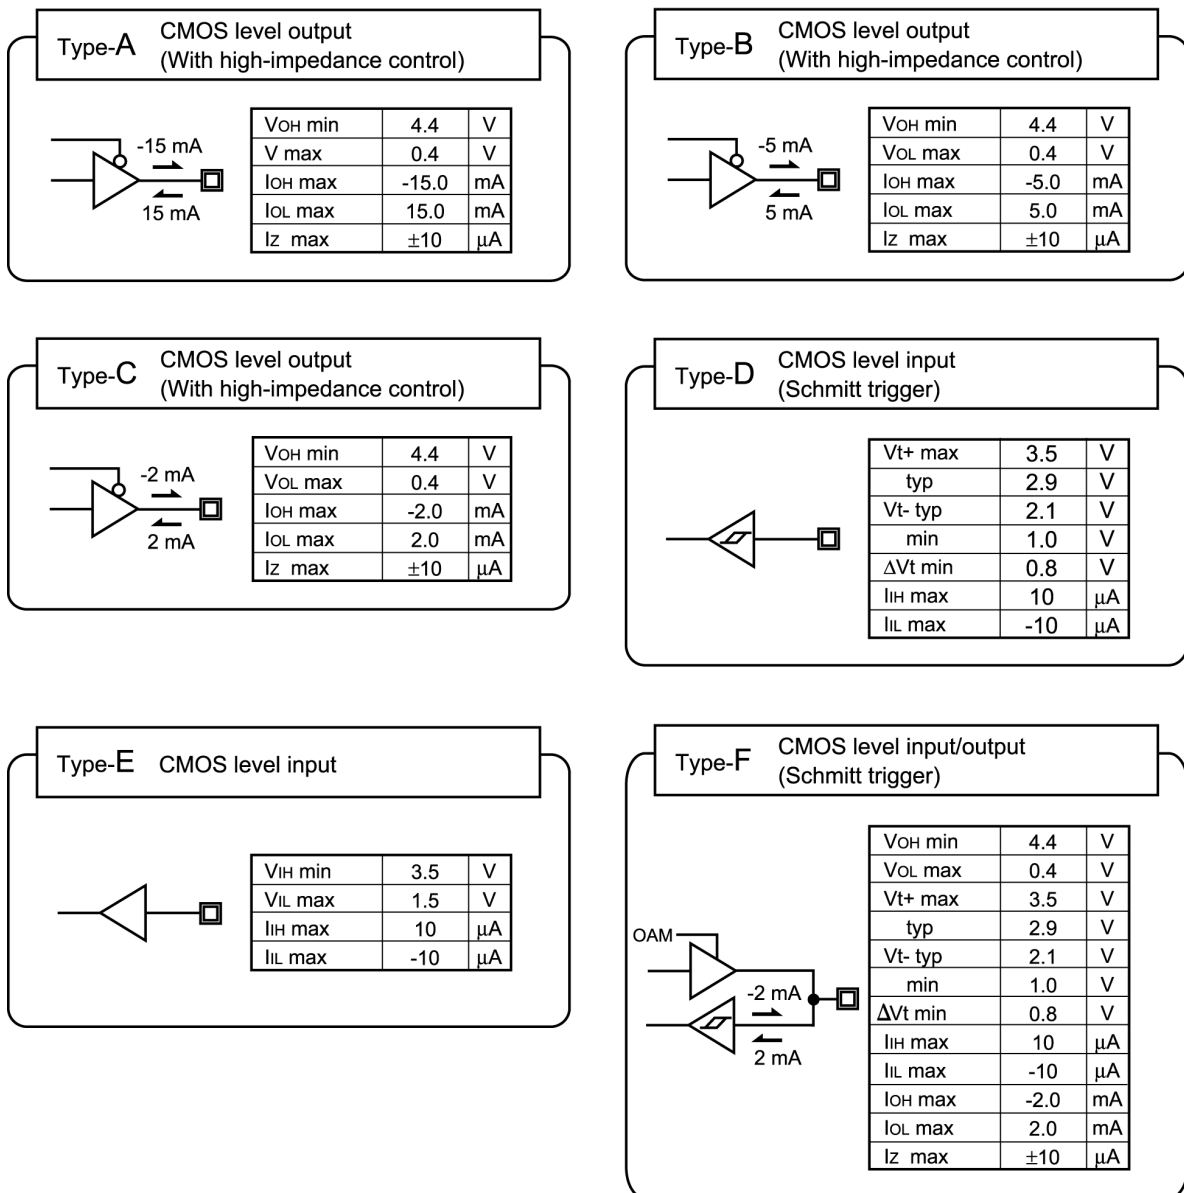 Type-A CMOS level output
(With high-impedance control)
-15 mA
15 mA
VOH min 4.4 V
V max 0.4 V
IOH max -15.0 mA
IOL max 15.0 mA
IZ max ±10 µA
Type-B CMOS level output
(With high-impedance control)
-5 mA
5 mA
VOH min 4.4 V
VOL max 0.4 V
IOH max -5.0 mA
IOL max 5.0 mA
IZ max ±10 µA
Type-C CMOS level output
(With high-impedance control)
-2 mA
2 mA
VOH min 4.4 V
VOL max 0.4 V
IOH max -2.0 mA
IOL max 2.0 mA
IZ max ±10 µA
Type-D CMOS level input
(Schmitt trigger)
Vt+ max 3.5 V
typ 2.9 V
Vt- typ 2.1 V
min 1.0 V
ΔVt min 0.8 V
IIH max 10 µA
IIL max -10 µA
Type-E CMOS level input
VIH min 3.5 V
VIL max 1.5 V
IIH max 10 µA
IIL max -10 µA
Type-F CMOS level input/output
(Schmitt trigger)
OAM
-2 mA
2 mA
VOH min 4.4 V
VOL max 0.4 V
Vt+ max 3.5 V
typ 2.9 V
Vt- typ 2.1 V
min 1.0 V
ΔVt min 0.8 V
IIH max 10 µA
IIL max -10 µA
IOH max -2.0 mA
IOL max 2.0 mA
IZ max ±10 µA